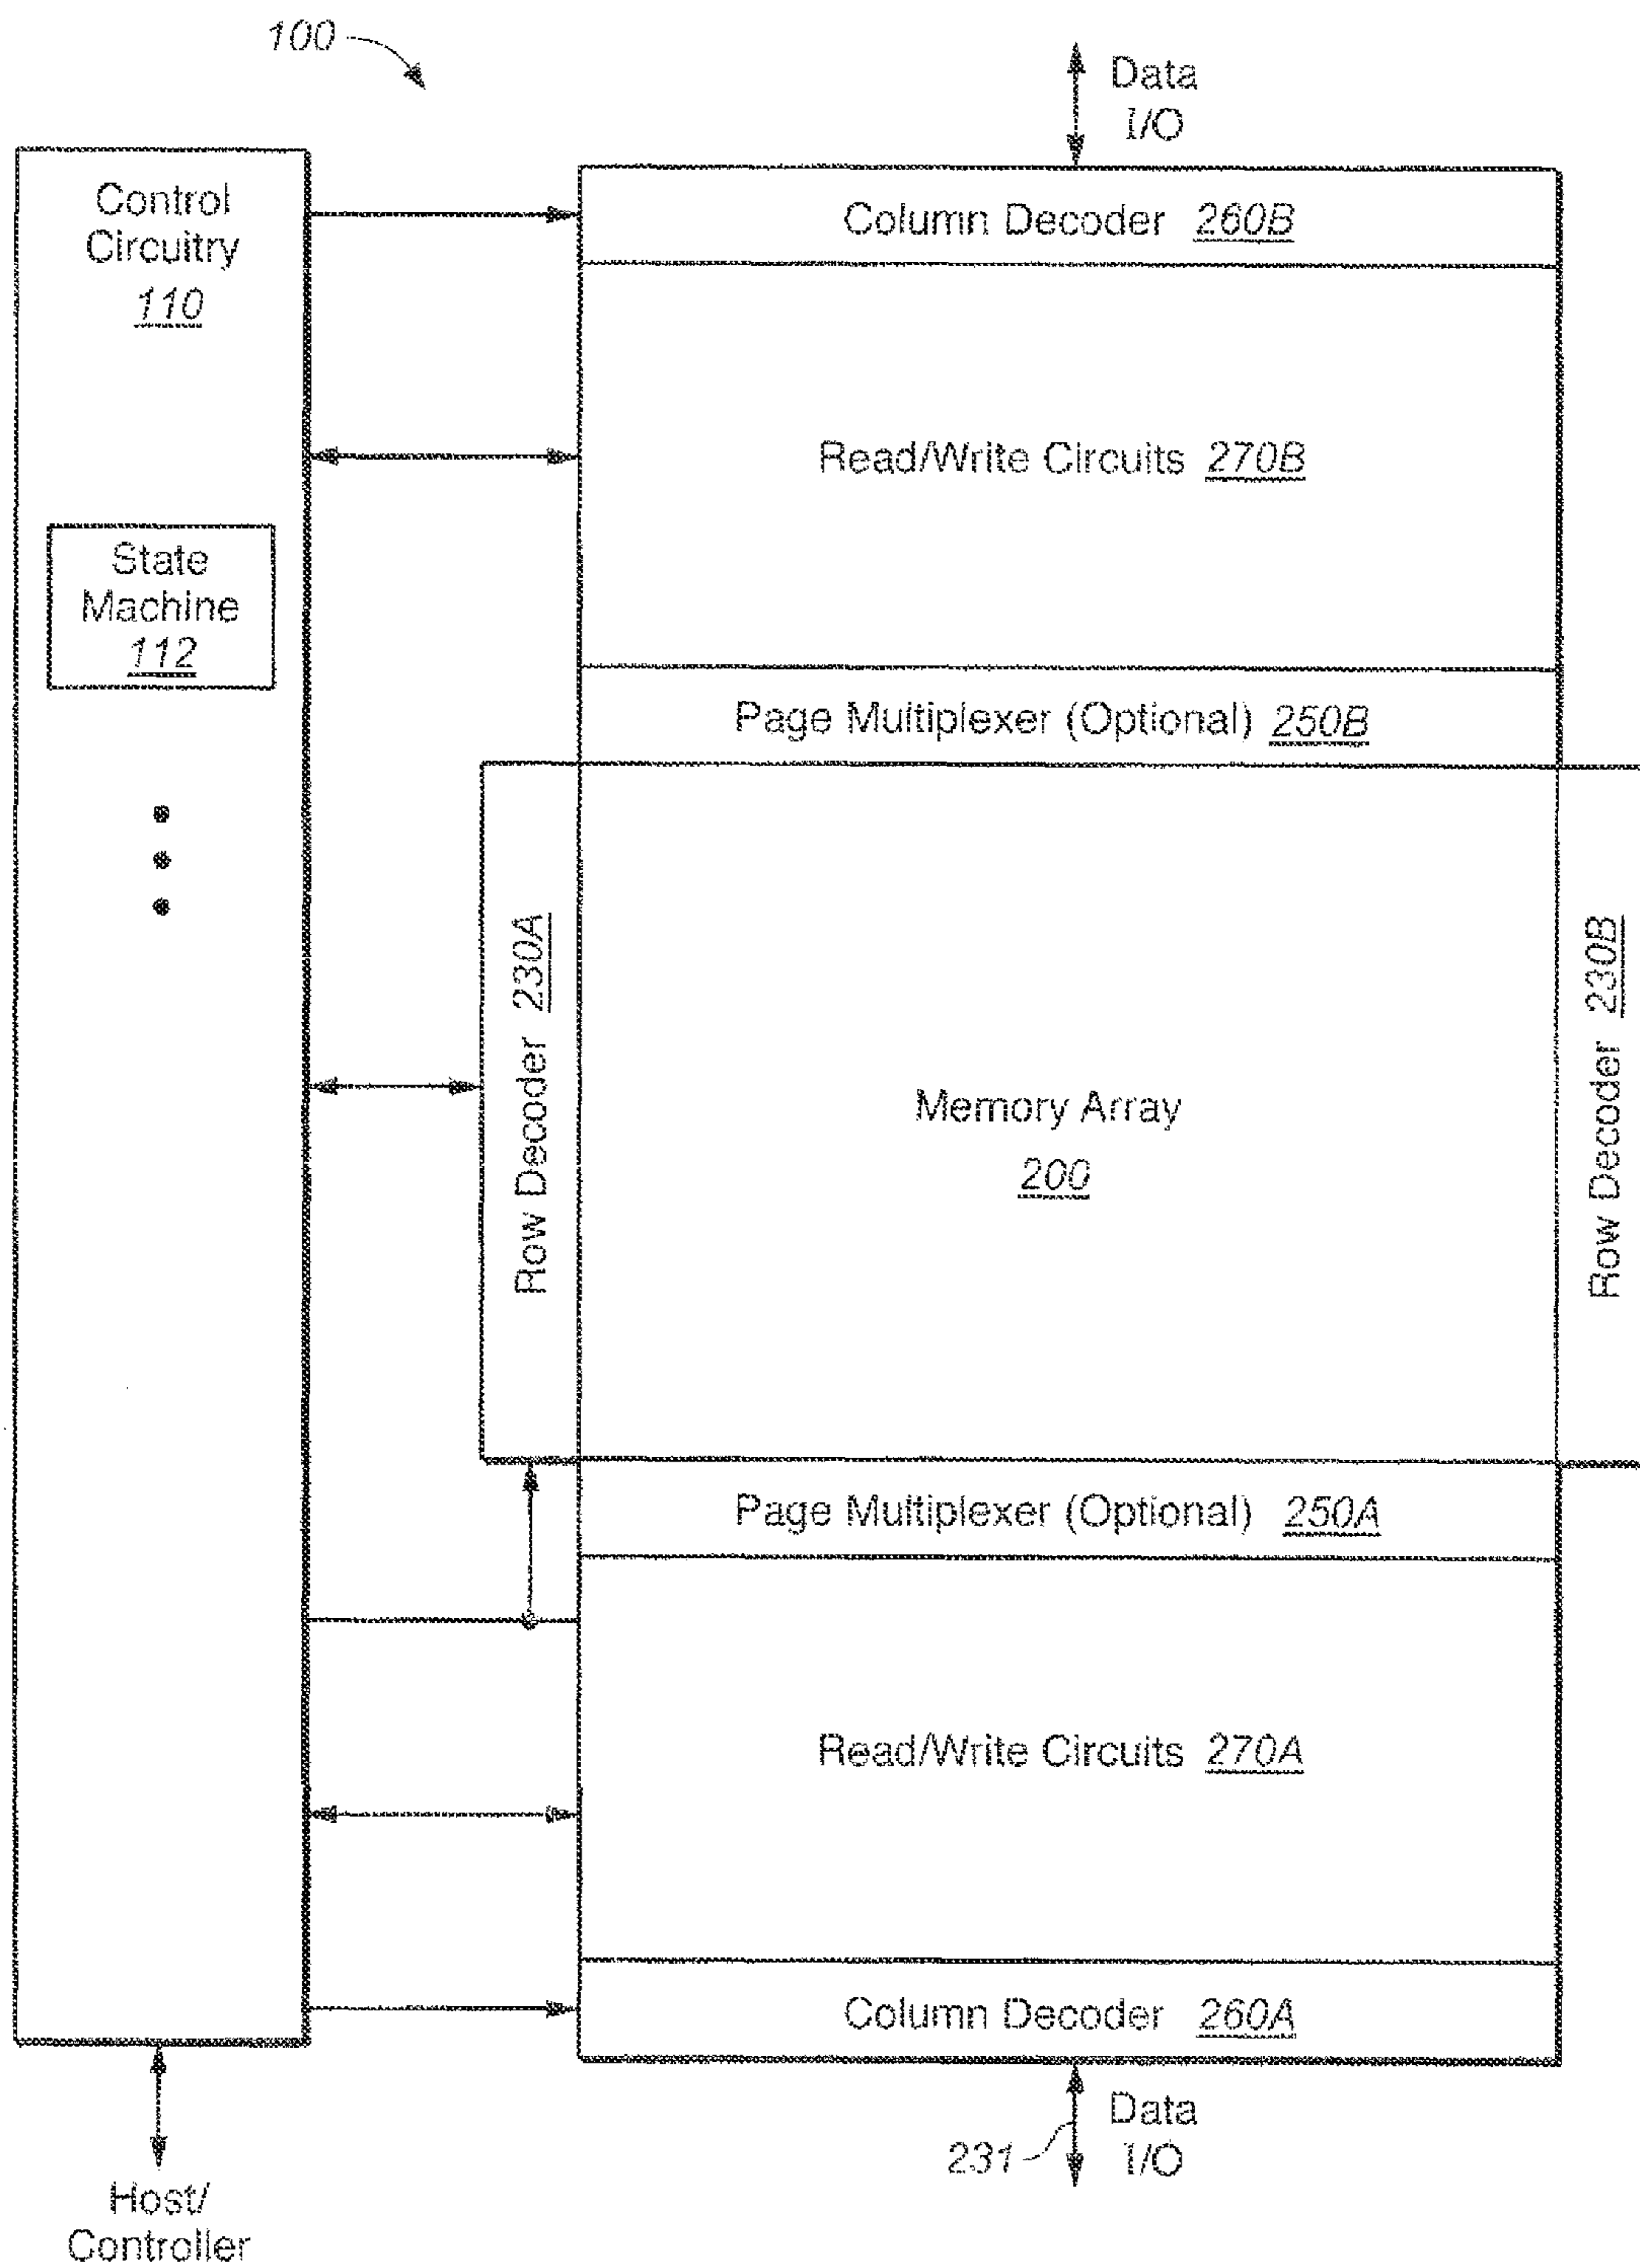 100
Data
I/O
Control
Circuitry
110
Column Decoder 260B
Read/Write Circuits 270B
State
Machine
112
Page Multiplexer (Optional) 250B
Row Decoder 230A
Memory Array
200
Row Decoder 230B
Page Multiplexer (Optional) 250A
Read/Write Circuits 270A
Column Decoder 260A
Data
I/O
231
Host/
Controller